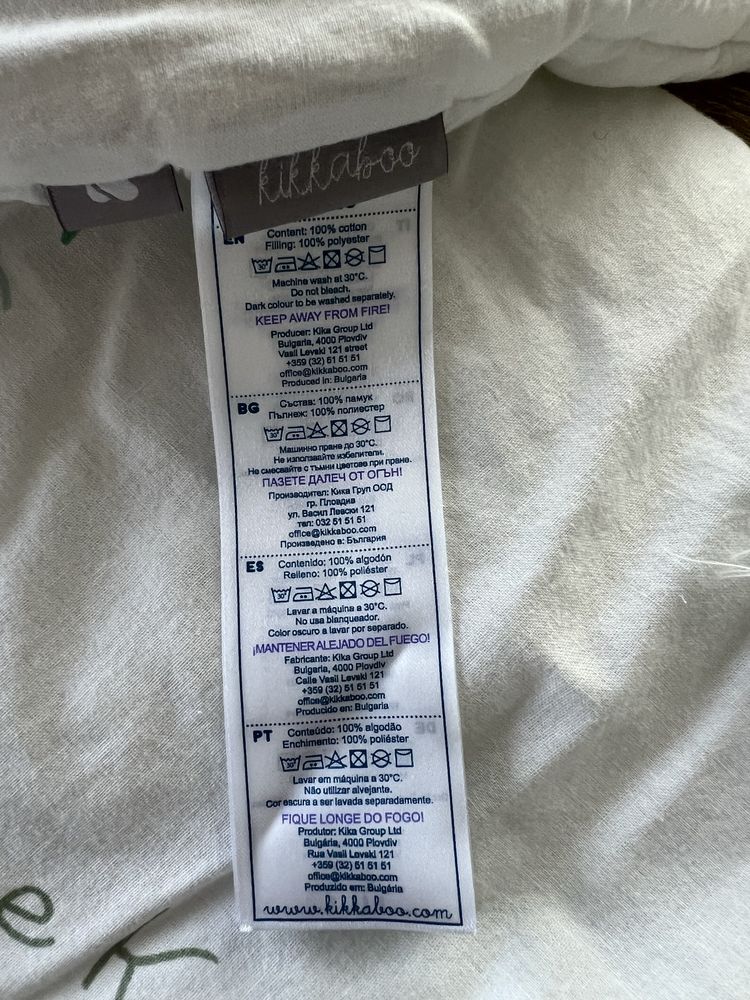 kikkaboo
EN
Content: 100% cotton
Filling: 100% polyester
30°
Machine wash at 30°C.
Do not bleach.
Dark colour to be washed separately.
KEEP AWAY FROM FIRE!
Producer: Kika Group Ltd
Bulgaria, 4000 Plovdiv
Vasil Levski 121 street
+359 (32) 51 51 51
office@kikkaboo.com
Produced in: Bulgaria
BG
Състав: 100% памук
Пълнеж: 100% полиестер
30°
Машинно пране до 30°C.
Не използвайте избелители.
Не смесвайте с тъмни цветове при пране.
ПАЗЕТЕ ДАЛЕЧ ОТ ОГЪН!
Производител: Кика Груп ООД
гр. Пловдив
ул. Васил Левски 121
тел: 032 51 51 51
office@kikkaboo.com
Произведено в: България
ES
Contenido: 100% algodón
Relleno: 100% poliéster
30°
Lavar a máquina a 30°C.
No usa blanqueador.
Color oscuro a lavar por separado.
¡MANTENER ALEJADO DEL FUEGO!
Fabricante: Kika Group Ltd
Bulgaria, 4000 Plovdiv
Calle Vasil Levski 121
+359 (32) 51 51 51
office@kikkaboo.com
Producido en: Bulgaria
PT
Conteúdo: 100% algodão
Enchimento: 100% poliéster
30°
Lavar em máquina a 30°C.
Não utilizar alvejante.
Cor escura a ser lavada separadamente.
FIQUE LONGE DO FOGO!
Produtor: Kika Group Ltd
Bulgária, 4000 Plovdiv
Rua Vasil Levski 121
+359 (32) 51 51 51
office@kikkaboo.com
Produzido em: Bulgária
www.kikkaboo.com